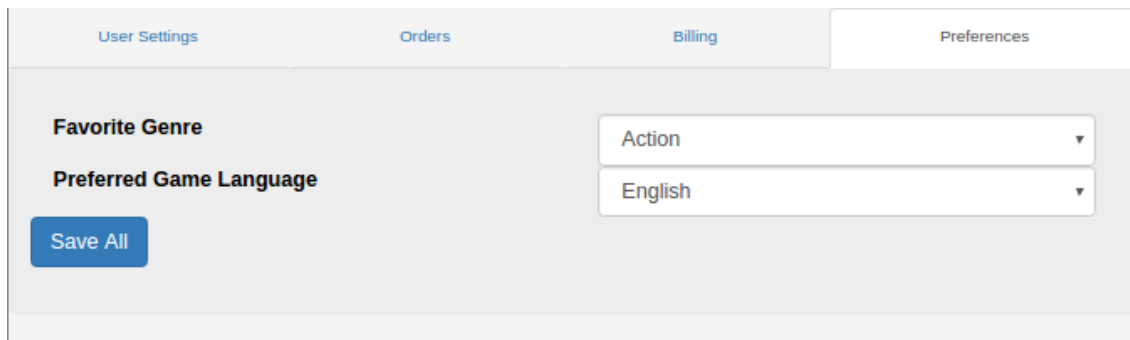 User Settings Orders Billing Preferences
Favorite Genre Action
Preferred Game Language English
Save All